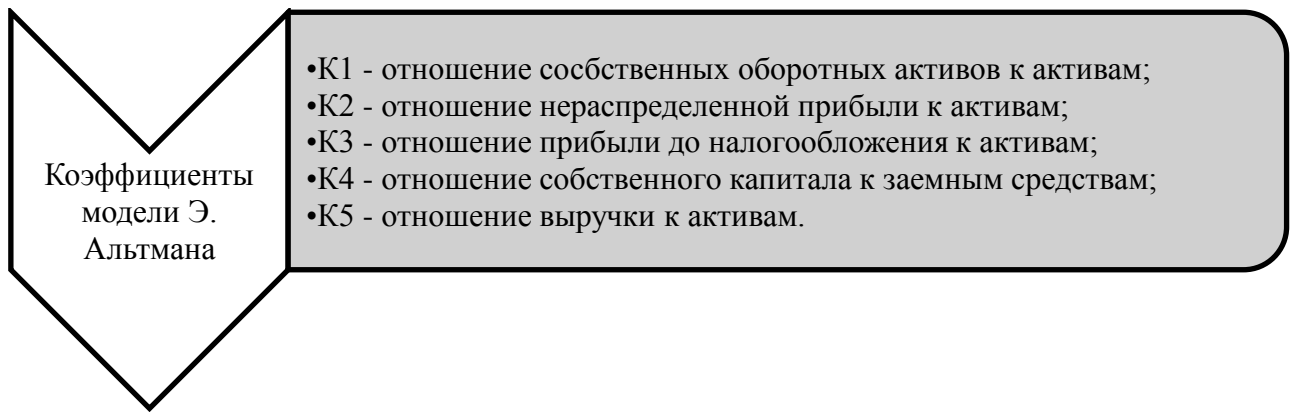 Коэффициенты
модели Э.
Альтмана
•К1 - отношение сосбственных оборотных активов к активам;
•К2 - отношение нераспределенной прибыли к активам;
•К3 - отношение прибыли до налогообложения к активам;
•К4 - отношение собственного капитала к заемным средствам;
•К5 - отношение выручки к активам.